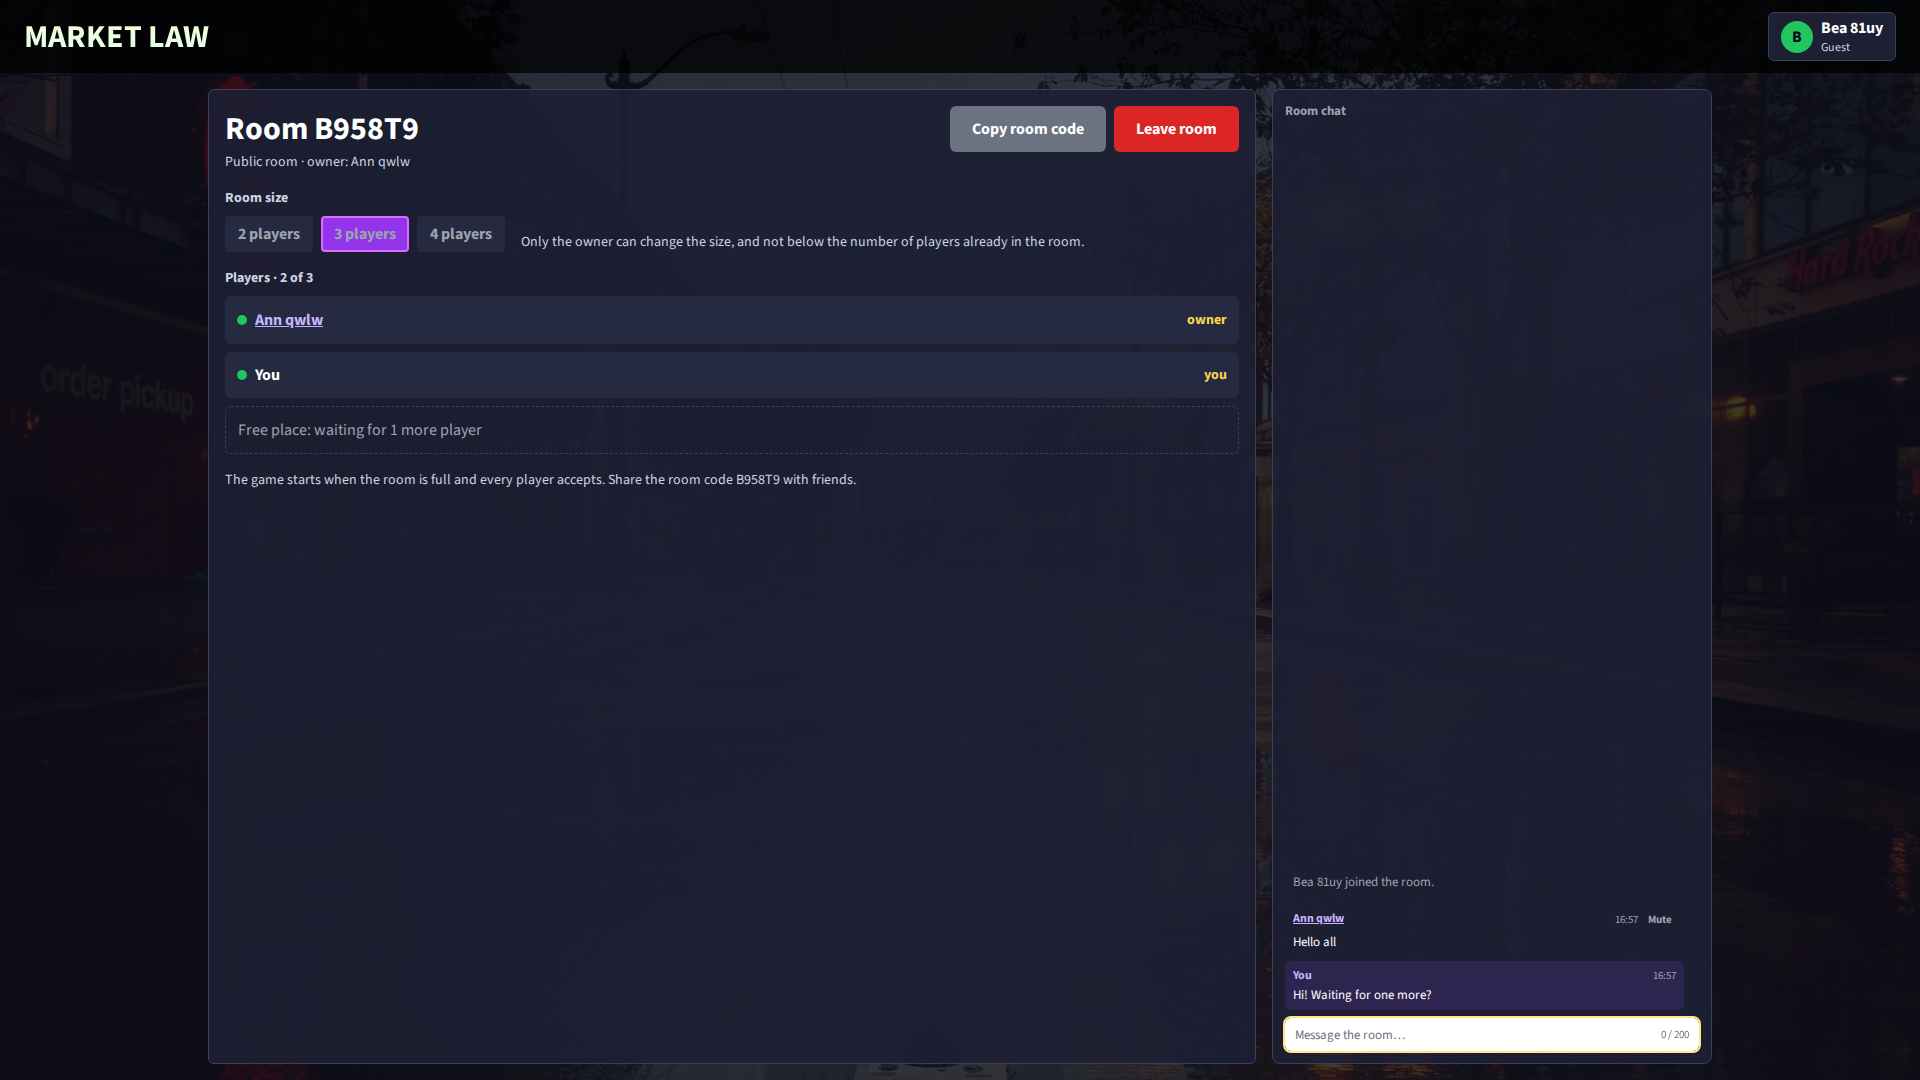 MARKET LAW
B
Bea 81uy
Guest
Room B958T9
Public room · owner: Ann qwlw
Copy room code
Leave room
Room size
2 players
3 players
4 players
Only the owner can change the size, and not below the number of players already in the room.
Players · 2 of 3
Ann qwlw
owner
You
you
Free place: waiting for 1 more player
The game starts when the room is full and every player accepts. Share the room code B958T9 with friends.
Room chat
Bea 81uy joined the room.
Ann qwlw
16:57
Mute
Hello all
You
16:57
Hi! Waiting for one more?
Message the room…
0 / 200
order pickup
Hard Rock